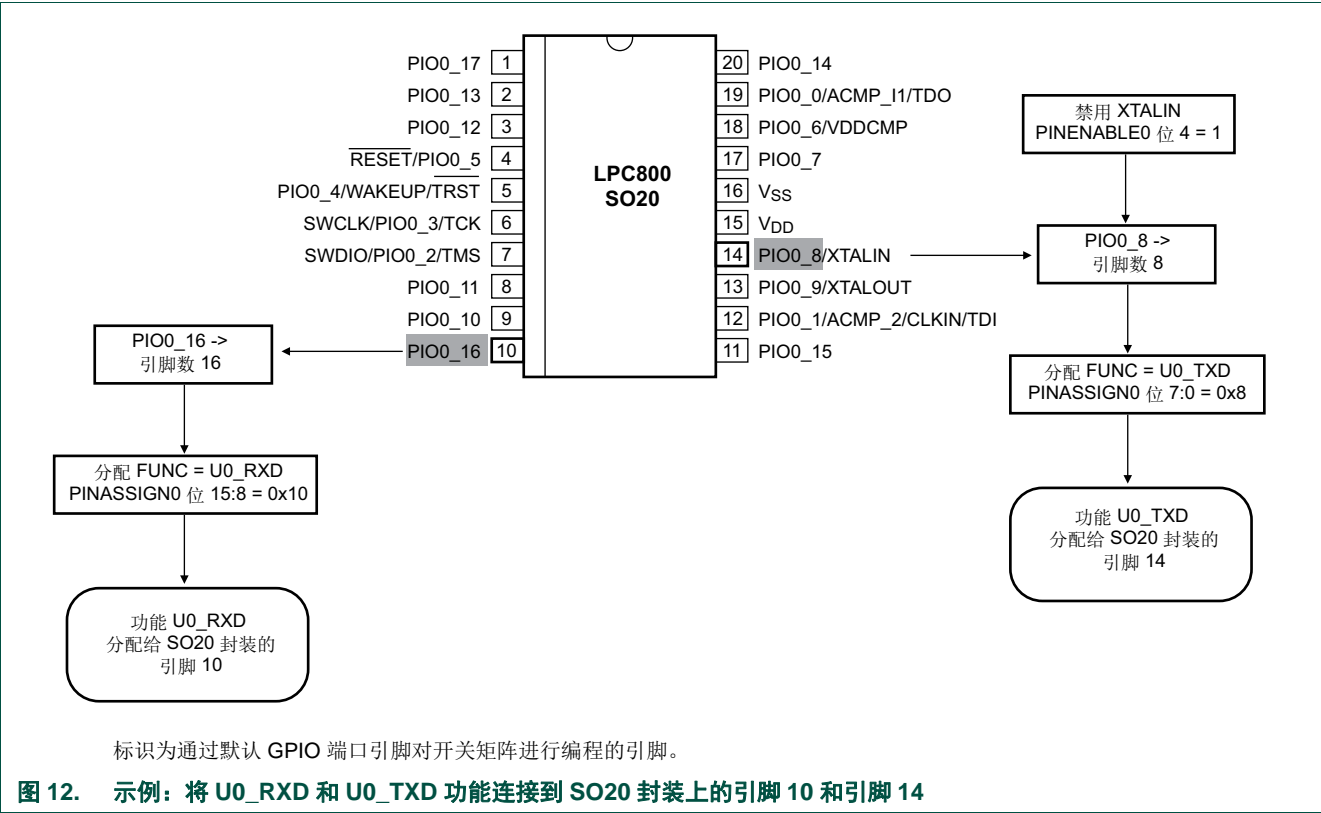 PIO0_17 1
PIO0_13 2
PIO0_12 3
RESET/PIO0_5 4
PIO0_4/WAKEUP/TRST 5
SWCLK/PIO0_3/TCK 6
SWDIO/PIO0_2/TMS 7
PIO0_11 8
PIO0_10 9
PIO0_16 10
LPC800
SO20
20 PIO0_14
19 PIO0_0/ACMP_I1/TDO
18 PIO0_6/VDDCMP
17 PIO0_7
16 VSS
15 VDD
14 PIO0_8/XTALIN
13 PIO0_9/XTALOUT
12 PIO0_1/ACMP_2/CLKIN/TDI
11 PIO0_15
PIO0_16 ->
引脚数 16
分配 FUNC = U0_RXD
PINASSIGN0 位 15:8 = 0x10
功能 U0_RXD
分配给 SO20 封装的
引脚 10
禁用 XTALIN
PINENABLE0 位 4 = 1
PIO0_8 ->
引脚数 8
分配 FUNC = U0_TXD
PINASSIGN0 位 7:0 = 0x8
功能 U0_TXD
分配给 SO20 封装的
引脚 14
标识为通过默认 GPIO 端口引脚对开关矩阵进行编程的引脚。
图 12. 示例：将 U0_RXD 和 U0_TXD 功能连接到 SO20 封装上的引脚 10 和引脚 14